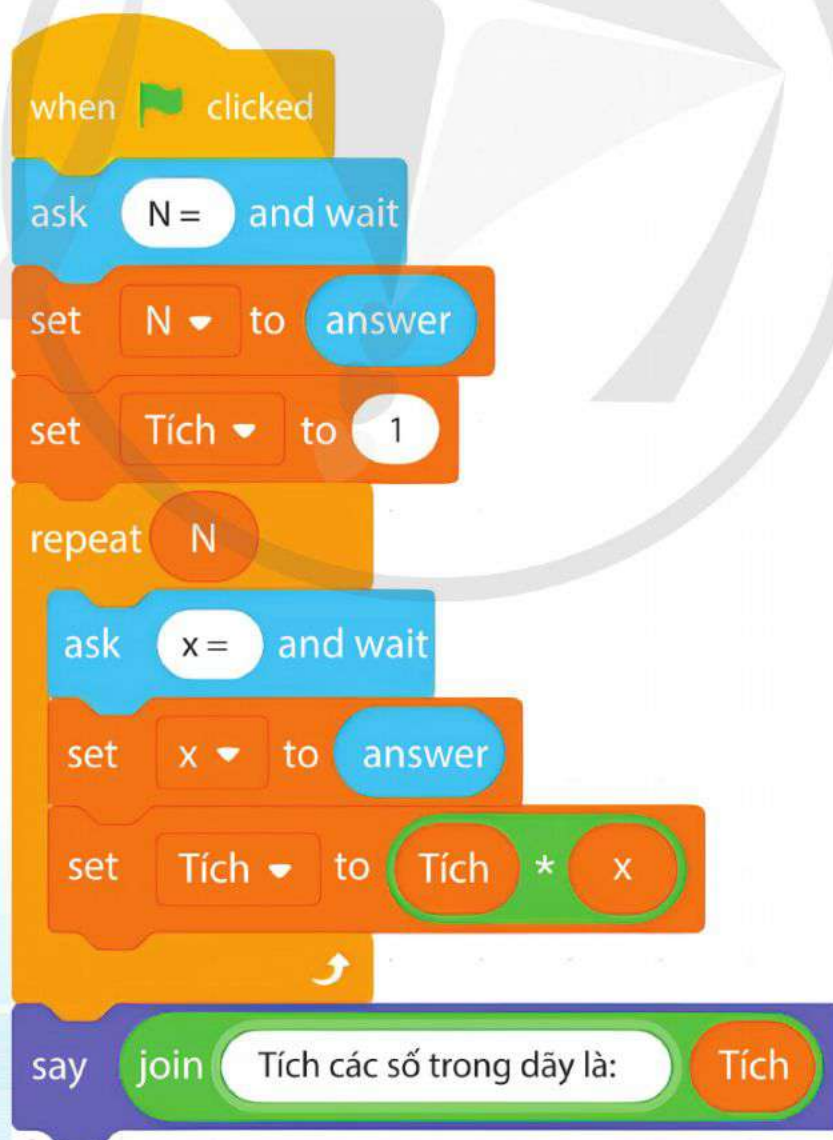 when clicked
ask N = and wait
set N to answer
set Tích to 1
repeat N
ask x = and wait
set x to answer
set Tích to Tích * x
say join Tích các số trong dãy là: Tích